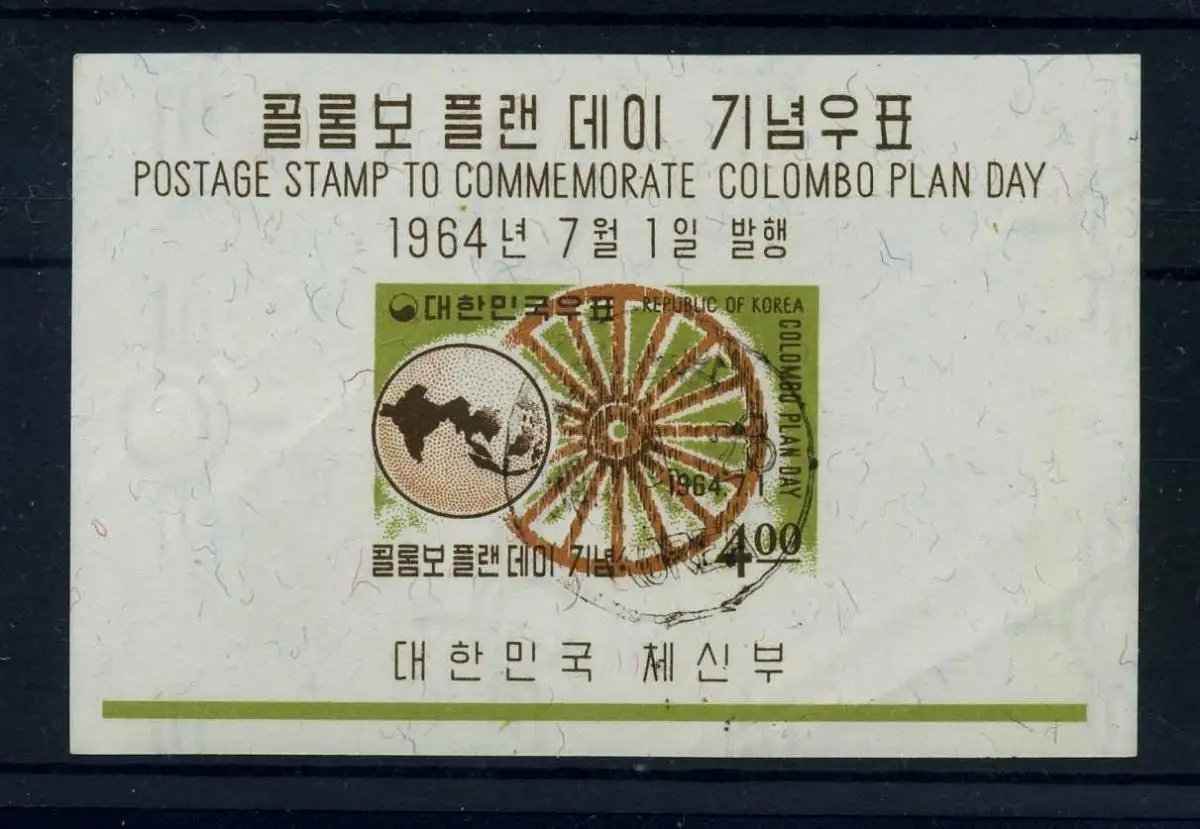 콜롬보 플랜 데이 기념우표
POSTAGE STAMP TO COMMEMORATE COLOMBO PLAN DAY
1964년 7월 1일 발행
대한민국우표
REPUBLIC OF KOREA
COLOMBO PLAN DAY
1964.7.1
4.00
콜롬보 플랜 데이 기념
대한민국 체신부